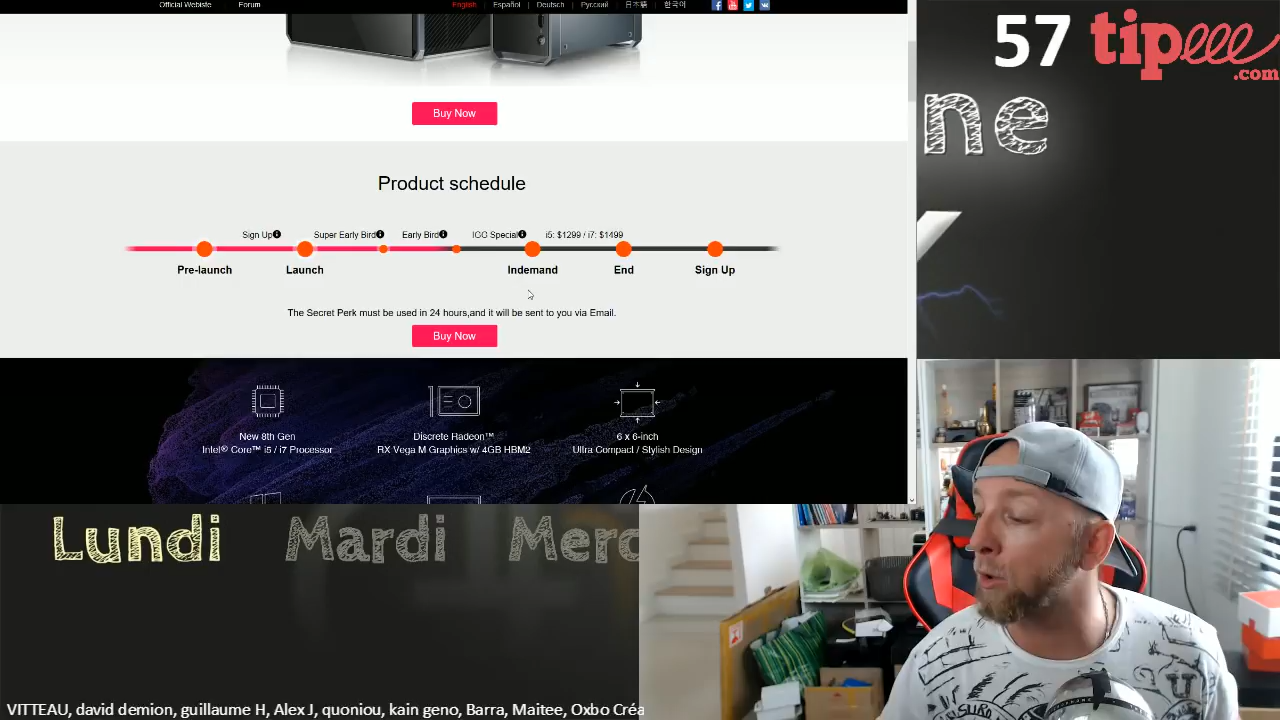 Official Webiste Forum English Español Deutsch Русский 日本語 한국어
57 tipeee
.com
ne
Buy Now
Product schedule
Sign Up Super Early Bird Early Bird IGG Special i5: $1299 / i7: $1499
Pre-launch Launch Indemand End Sign Up
The Secret Perk must be used in 24 hours,and it will be sent to you via Email.
Buy Now
New 8th Gen
Intel® Core™ i5 / i7 Processor
Discrete Radeon™
RX Vega M Graphics w/ 4GB HBM2
6 x 6-inch
Ultra Compact / Stylish Design
Lundi Mardi Merc
VITTEAU, david demion, guillaume H, Alex J, quoniou, kain geno, Barra, Maitee, Oxbo Créa